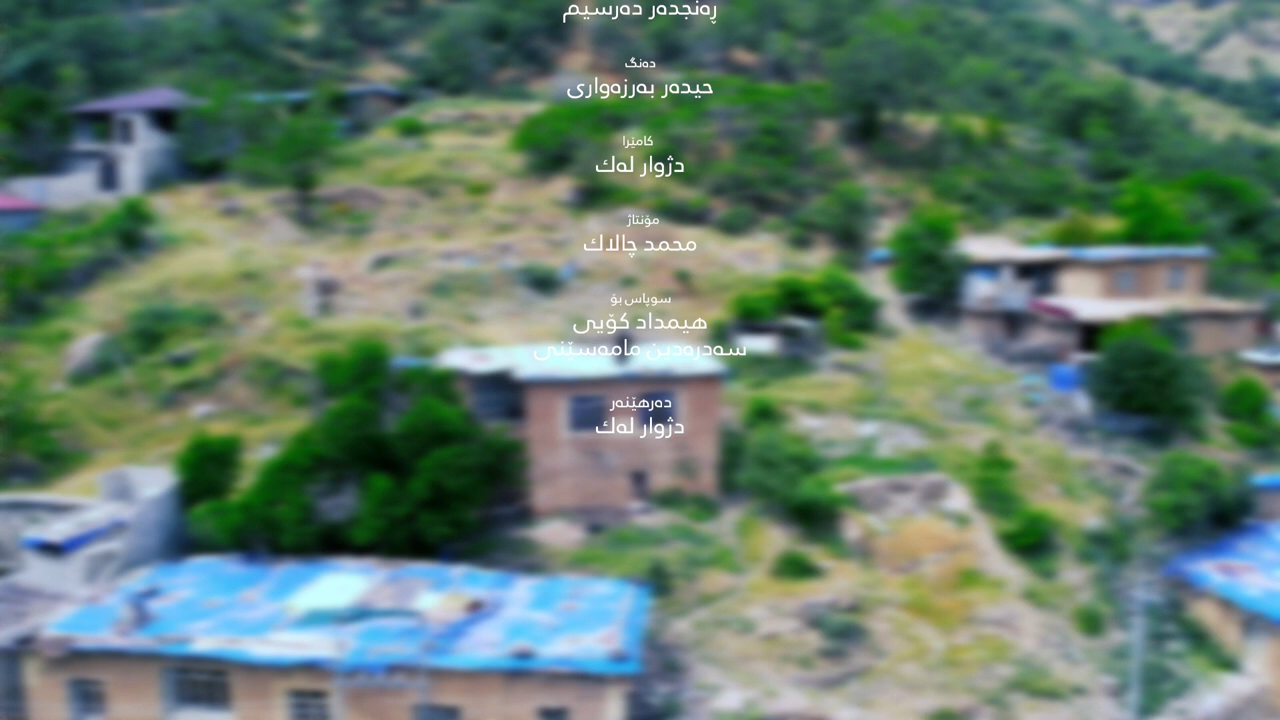 ڕەنجدەر دەرسیم
دەنگ
حیدەر بەرزەواری
کامێرا
دژوار لەك
مۆنتاژ
محمد چالاك
سوپاس بۆ
هیمداد کۆیی
سەدرەدین مامەسێنی
دەرهێنەر
دژوار لەك